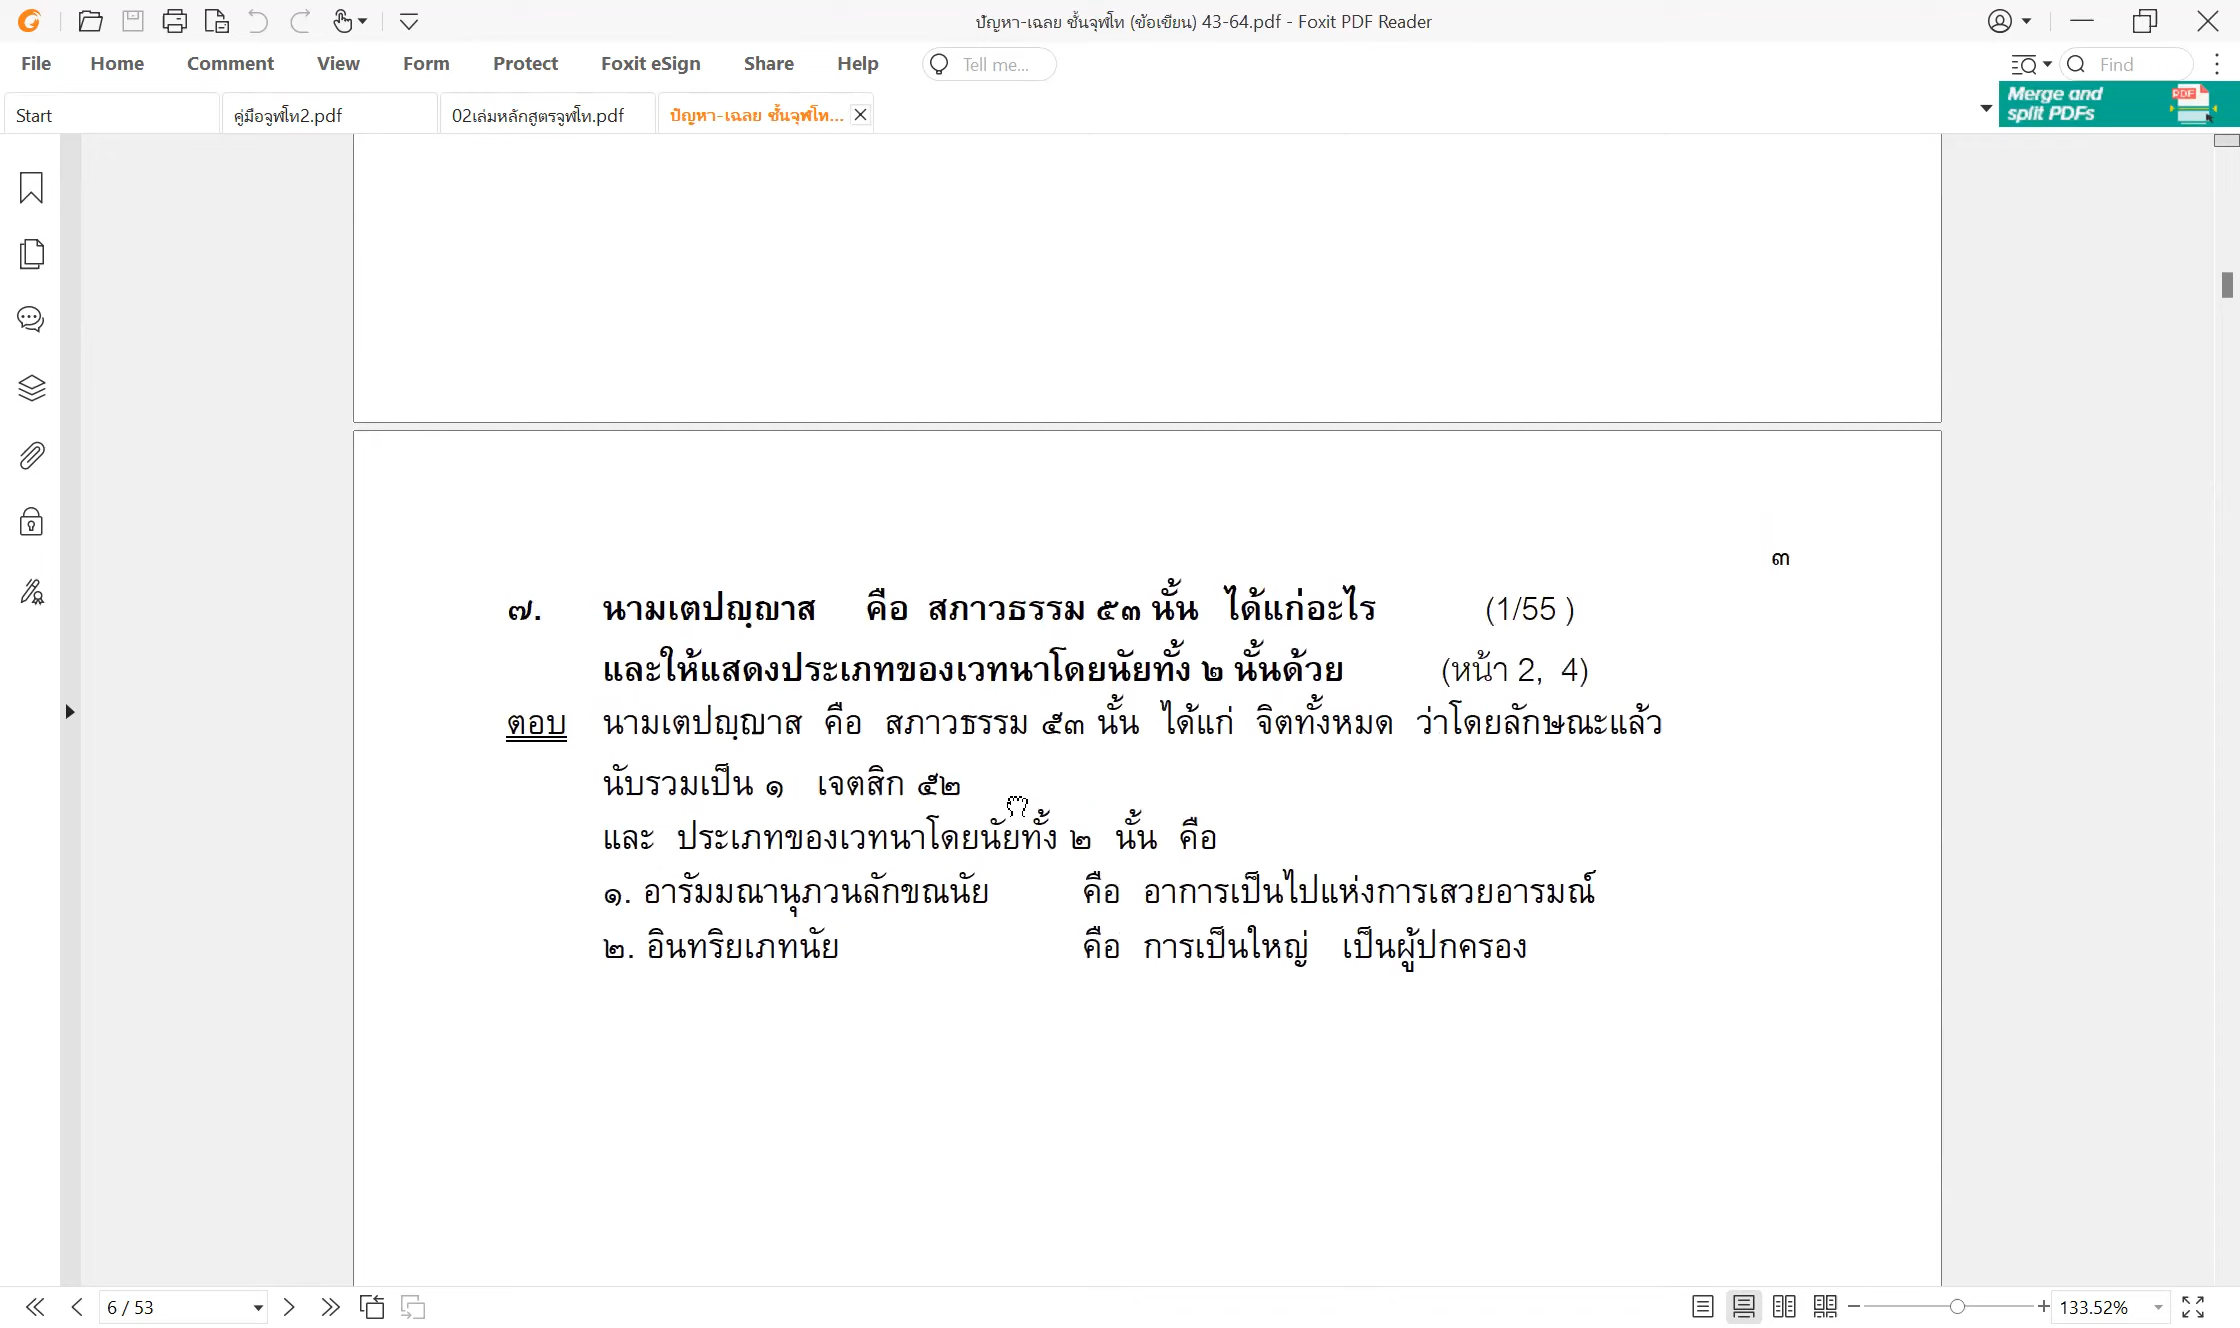 ปัญหา-เฉลย ชั้นจุฬโท (ข้อเขียน) 43-64.pdf - Foxit PDF Reader
File Home Comment View Form Protect Foxit eSign Share Help Tell me... Find
Start คู่มือจูฬโท2.pdf 02เล่มหลักสูตรจูฬโท.pdf ปัญหา-เฉลย ชั้นจุฬโท... Merge and split PDFs
PDF
๓
๗. นามเตปญฺญาส คือ สภาวธรรม ๕๓ นั้น ได้แก่อะไร (1/55 )
และให้แสดงประเภทของเวทนาโดยนัยทั้ง ๒ นั้นด้วย (หน้า 2, 4)
ตอบ นามเตปญฺญาส คือ สภาวธรรม ๕๓ นั้น ได้แก่ จิตทั้งหมด ว่าโดยลักษณะแล้ว
นับรวมเป็น ๑ เจตสิก ๕๒
และ ประเภทของเวทนาโดยนัยทั้ง ๒ นั้น คือ
๑. อารัมมณานุภวนลักขณนัย คือ อาการเป็นไปแห่งการเสวยอารมณ์
๒. อินทริยเภทนัย คือ การเป็นใหญ่ เป็นผู้ปกครอง
6 / 53 133.52%